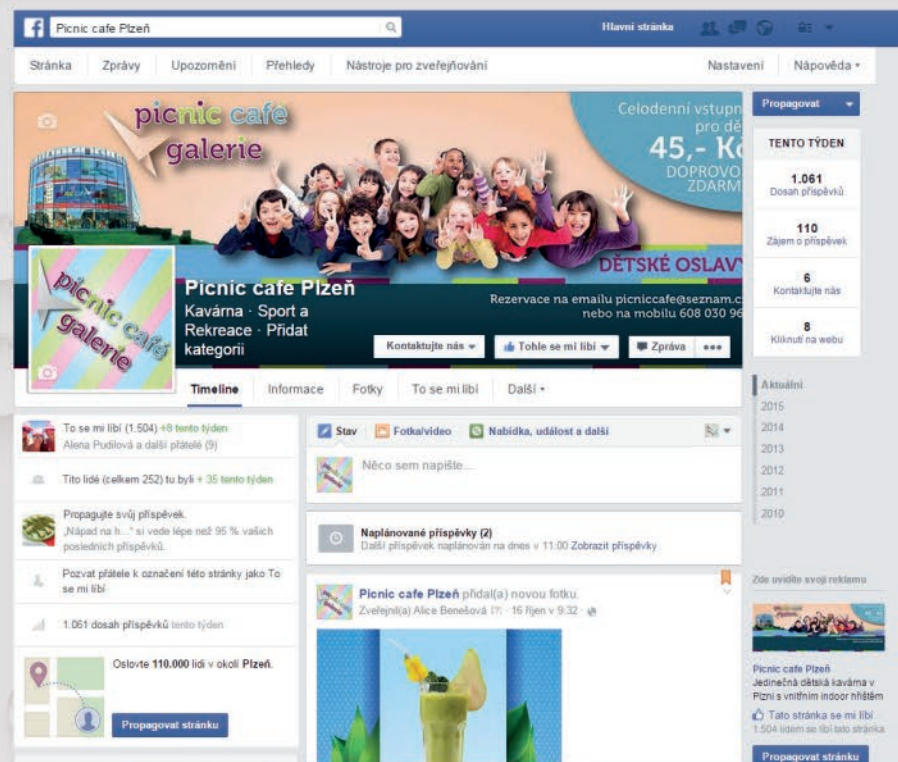 Picnic cafe Plzeň
Hlavní stránka
Stránka Zprávy Upozornění Přehledy Nástroje pro zveřejňování Nastavení Nápověda
picnic café
galerie
Celodenní vstupn
pro dě
45,- Kč
DOPROVO
ZDARM
DĚTSKÉ OSLAVY
Rezervace na emailu picniccafe@seznam.c
nebo na mobilu 608 030 96
picnic café
galerie
Picnic cafe Plzeň
Kavárna · Sport a
Rekreace · Přidat
kategorii
Kontaktujte nás Tohle se mi líbí Zpráva
Timeline Informace Fotky To se mi líbí Další
Propagovat
TENTO TÝDEN
1.061
Dosah příspěvků
110
Zájem o příspěvek
6
Kontaktujte nás
8
Kliknutí na webu
Aktuální
2015
2014
2013
2012
2011
2010
To se mi líbí (1.504) +8 tento týden
Alena Pudilová a další přátelé (9)
Tito lidé (celkem 252) tu byli + 35 tento týden
Propagujte svůj příspěvek.
„Nápad na h...“ si vede lépe než 95 % vašich
posledních příspěvků.
Pozvat přátele k označení této stránky jako To
se mi líbí
1.061 dosah příspěvků tento týden
Oslovte 110.000 lidí v okolí Plzeň.
Propagovat stránku
Stav Fotka/video Nabídka, událost a další
Něco sem napište...
Naplánované příspěvky (2)
Další příspěvek naplánován na dnes v 11:00 Zobrazit příspěvky
Picnic cafe Plzeň přidal(a) novou fotku.
Zveřejnil(a) Alice Benešová [?] · 16 říjen v 9:32 ·
Zde uvidíte svoji reklamu
Picnic cafe Plzeň
Jedinečná dětská kavárna v
Plzni s vnitřním indoor hřištěm
Tato stránka se mi líbí
1.504 lidem se líbí tato stránka
Propagovat stránku